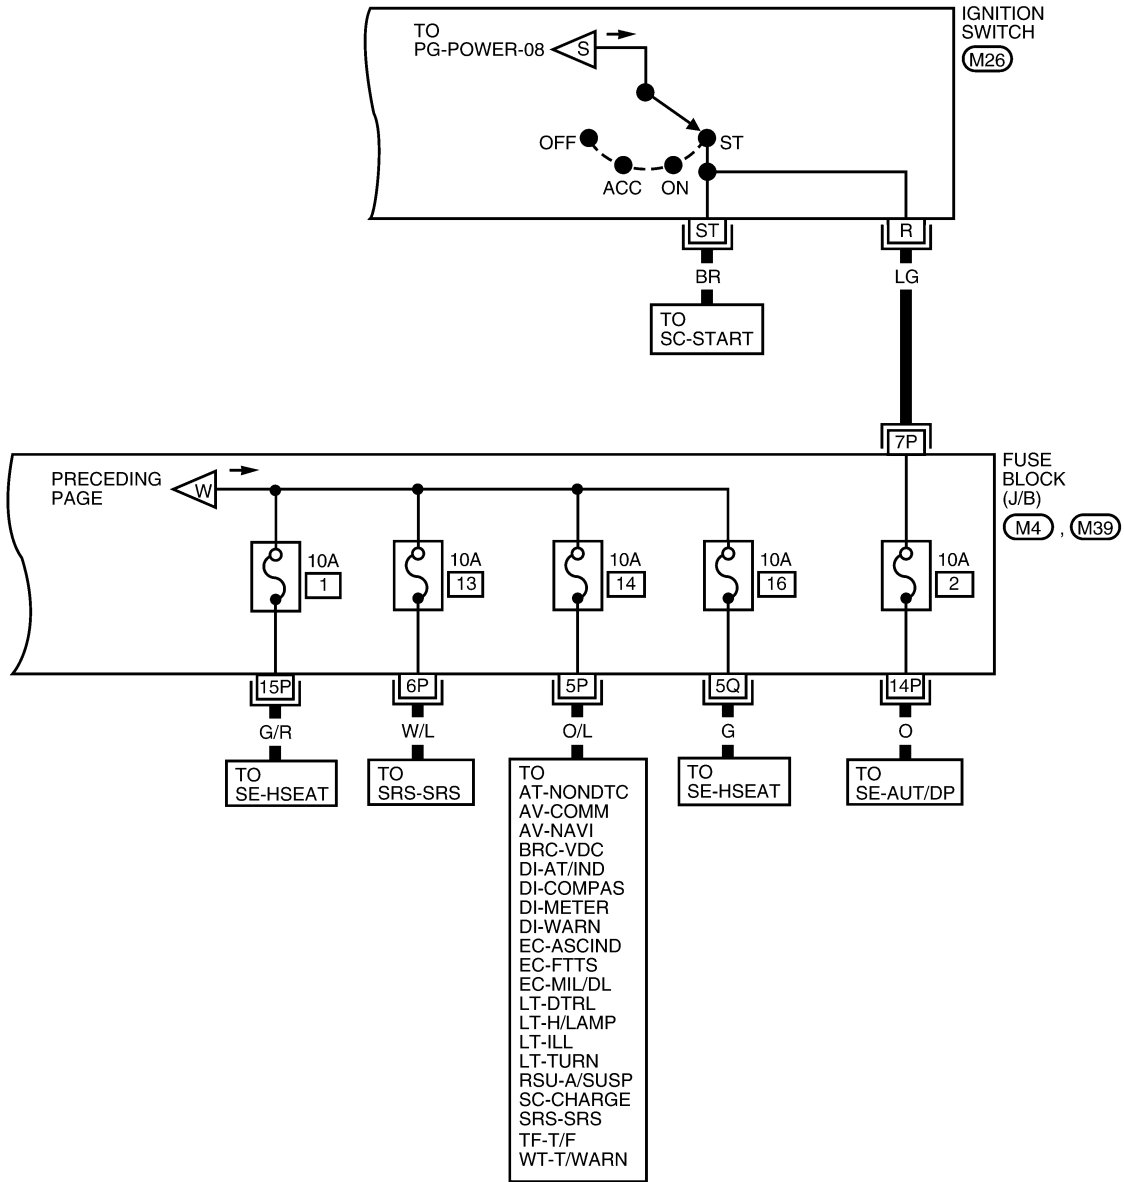 IGNITION
SWITCH
M26
TO
PG-POWER-08
S
OFF
ACC
ON
ST
ST
R
BR
LG
TO
SC-START
7P
FUSE
BLOCK
(J/B)
M4 , M39
PRECEDING
PAGE
W
10A
1
10A
13
10A
14
10A
16
10A
2
15P
6P
5P
5Q
14P
G/R
W/L
O/L
G
O
TO
SE-HSEAT
TO
SRS-SRS
TO
AT-NONDTC
AV-COMM
AV-NAVI
BRC-VDC
DI-AT/IND
DI-COMPAS
DI-METER
DI-WARN
EC-ASCIND
EC-FTTS
EC-MIL/DL
LT-DTRL
LT-H/LAMP
LT-ILL
LT-TURN
RSU-A/SUSP
SC-CHARGE
SRS-SRS
TF-T/F
WT-T/WARN
TO
SE-HSEAT
TO
SE-AUT/DP